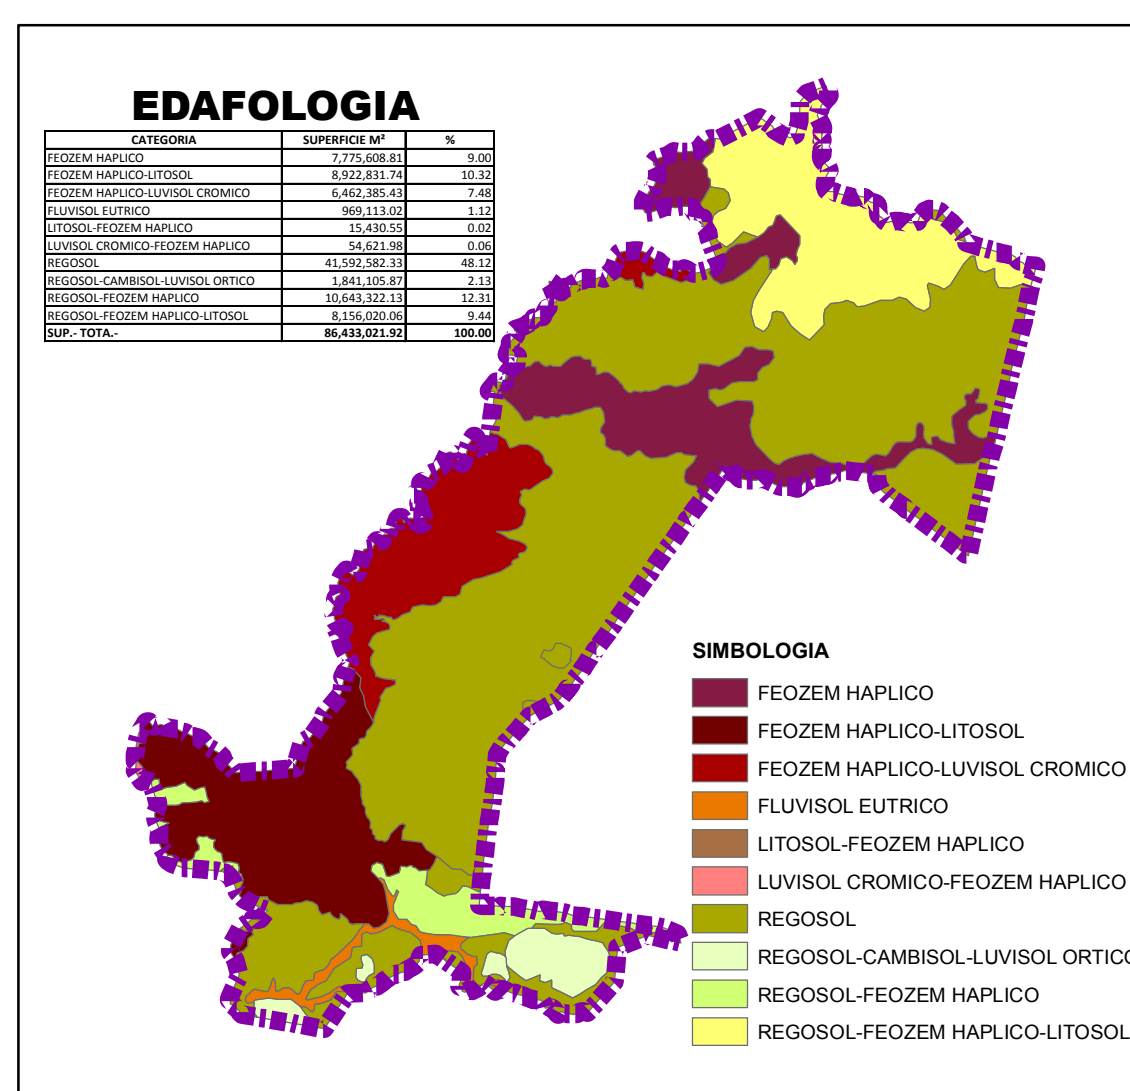 EDAFOLOGIA
CATEGORIA SUPERFICIE M² %
FEOZEM HAPLICO 7,775,608.81 9.00
FEOZEM HAPLICO-LITOSOL 8,922,831.74 10.32
FEOZEM HAPLICO-LUVISOL CROMICO 6,462,385.43 7.48
FLUVISOL EUTRICO 969,113.02 1.12
LITOSOL-FEOZEM HAPLICO 15,430.55 0.02
LUVISOL CROMICO-FEOZEM HAPLICO 54,621.98 0.06
REGOSOL 41,592,582.33 48.12
REGOSOL-CAMBISOL-LUVISOL ORTICO 1,841,105.87 2.13
REGOSOL-FEOZEM HAPLICO 10,643,322.13 12.31
REGOSOL-FEOZEM HAPLICO-LITOSOL 8,156,020.06 9.44
SUP.- TOTA.- 86,433,021.92 100.00
SIMBOLOGIA
FEOZEM HAPLICO
FEOZEM HAPLICO-LITOSOL
FEOZEM HAPLICO-LUVISOL CROMICO
FLUVISOL EUTRICO
LITOSOL-FEOZEM HAPLICO
LUVISOL CROMICO-FEOZEM HAPLICO
REGOSOL
REGOSOL-CAMBISOL-LUVISOL ORTICO
REGOSOL-FEOZEM HAPLICO
REGOSOL-FEOZEM HAPLICO-LITOSOL